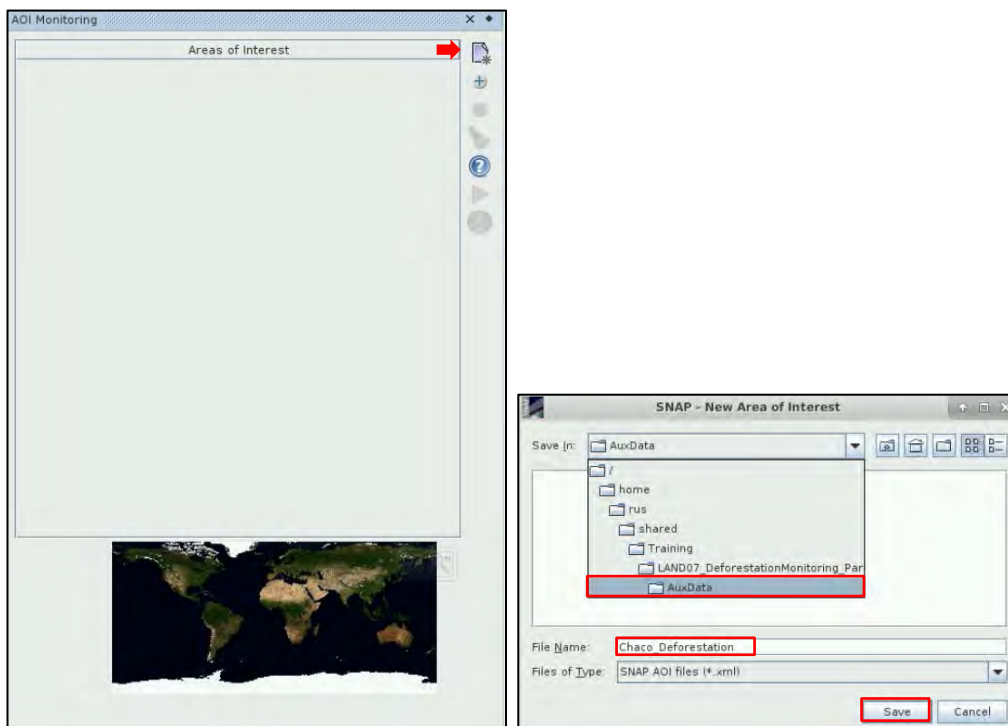 AOI Monitoring
Areas of Interest
?
SNAP - New Area of Interest
Save In: AuxData
/
home
rus
shared
Training
LAND07_DeforestationMonitoring_Par
AuxData
File Name: Chaco_Deforestation
Files of Type: SNAP AOI files (*.xml)
Save Cancel